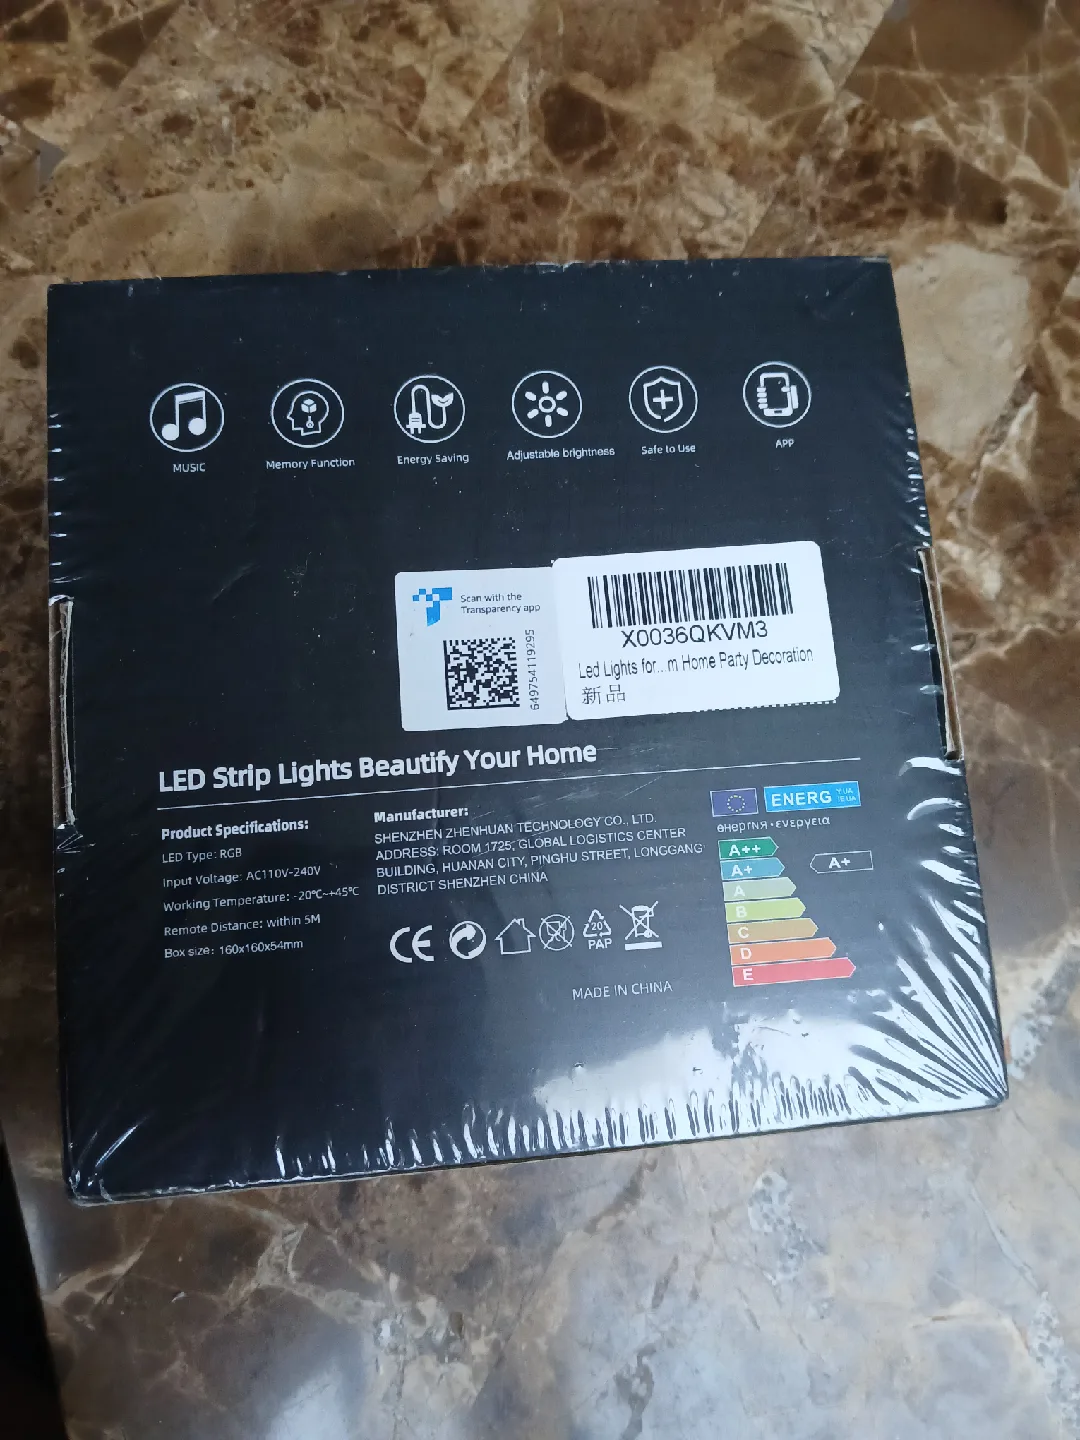 MUSIC
Memory Function
Energy Saving
Adjustable brightness
Safe to Use
APP
Scan with the
Transparency app
649754119295
X0036QKVM3
Led Lights for... m Home Party Decoration
新品
LED Strip Lights Beautify Your Home
Product Specifications:
LED Type: RGB
Input Voltage: AC110V-240V
Working Temperature: -20℃~+45℃
Remote Distance: within 5M
Box size: 160x160x54mm
Manufacturer:
SHENZHEN ZHENHUAN TECHNOLOGY CO., LTD.
ADDRESS: ROOM 1725, GLOBAL LOGISTICS CENTER
BUILDING, HUANAN CITY, PINGHU STREET, LONGGANG
DISTRICT SHENZHEN CHINA
CE
20
PAP
MADE IN CHINA
ENERG
енергия · ενεργεια
A++
A+
A
B
C
D
E
A+